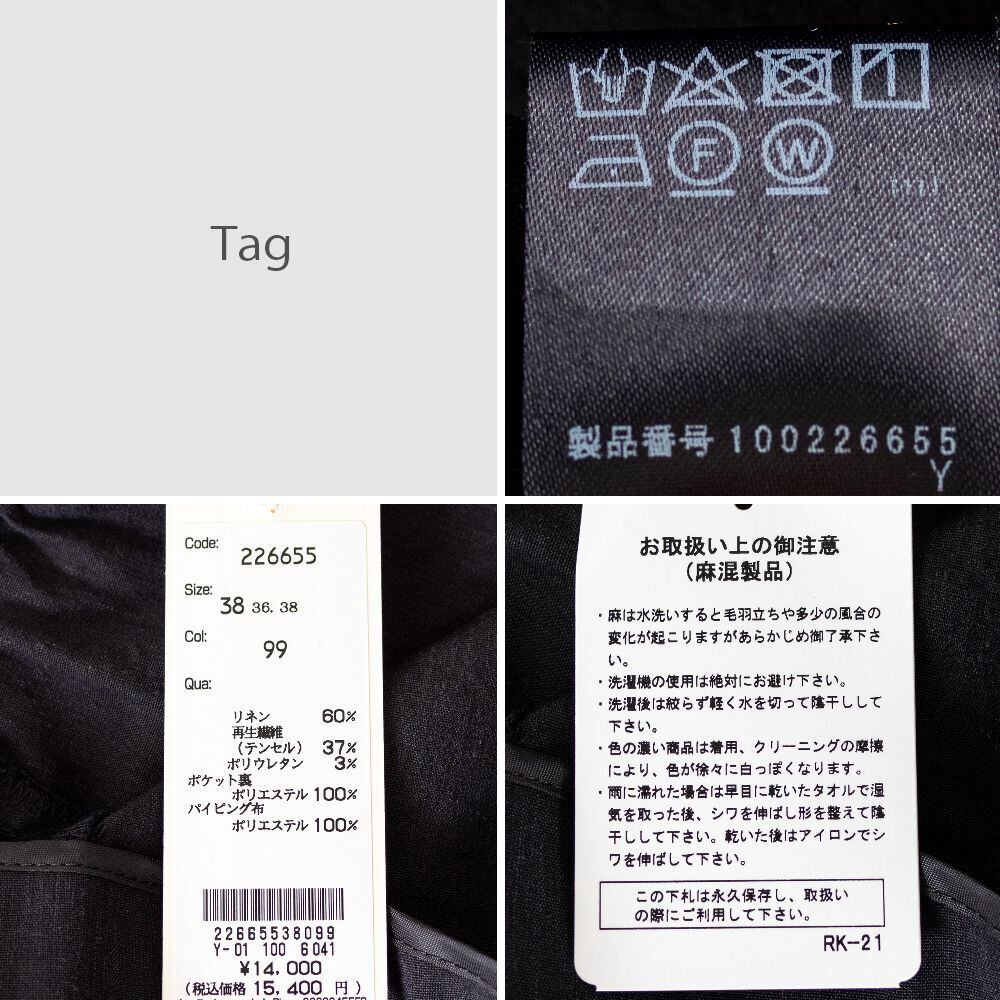 Tag
F W
製品番号 100226655
Y
Code: 226655
Size: 38 36. 38
Col: 99
Qua:
リネン 60%
再生繊維
(テンセル) 37%
ポリウレタン 3%
ポケット裏
ポリエステル 100%
パイピング布
ポリエステル 100%
22665538099
Y-01 100 6041
¥14,000
(税込価格 15,400 円)
お取扱い上の御注意
(麻混製品)
・麻は水洗いすると毛羽立ちや多少の風合の
変化が起こりますがあらかじめ御了承下さ
い。
・洗濯機の使用は絶対にお避け下さい。
・洗濯後は絞らず軽く水を切って陰干しして
下さい。
・色の濃い商品は着用、クリーニングの摩擦
により、色が徐々に白っぽくなります。
・雨に濡れた場合は早目に乾いたタオルで湿
気を取った後、シワを伸ばし形を整えて陰
干しして下さい。乾いた後はアイロンでシ
ワを伸ばして下さい。
この下札は永久保存し、取扱い
の際にご利用して下さい。
RK-21